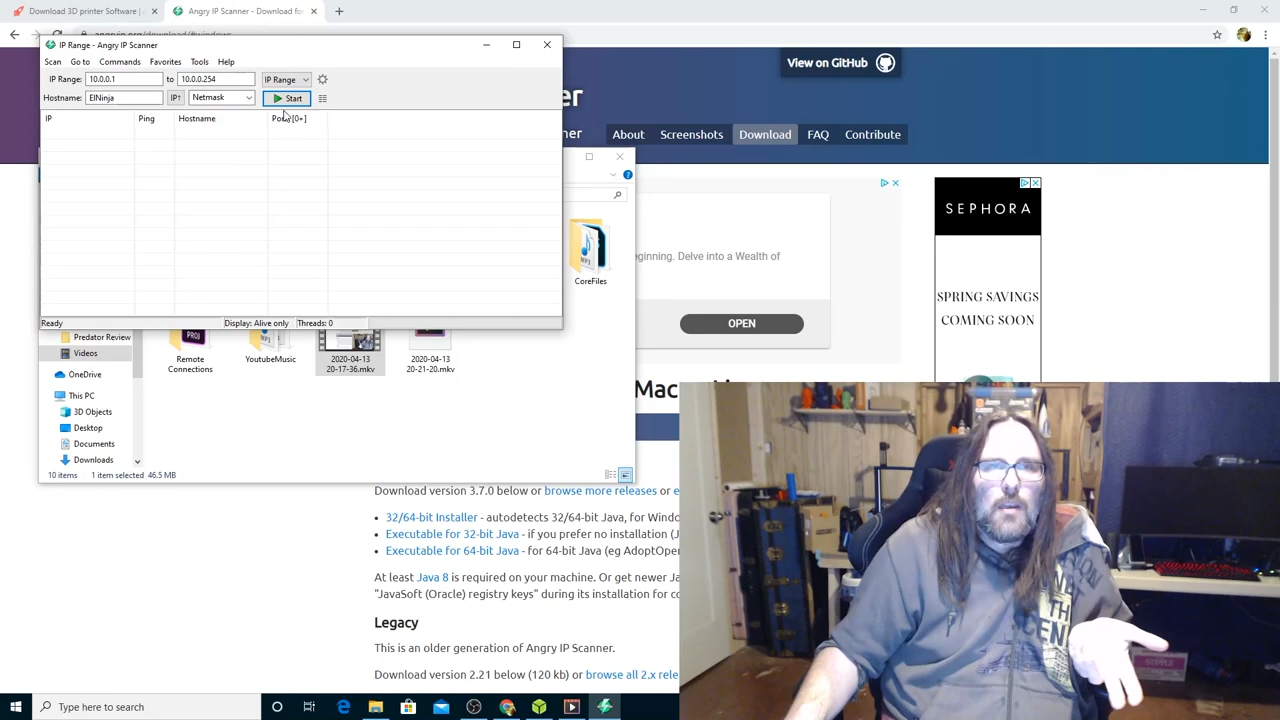 Download 3D printer Software |
Angry IP Scanner - Download fo
IP Range - Angry IP Scanner
Scan Go to Commands Favorites Tools Help
IP Range: 10.0.0.1 to 10.0.0.254 IP Range
Hostname: ElNinja IP↑ Netmask Start
IP Ping Hostname
Ready Display: Alive only Threads: 0
View on GitHub
About Screenshots Download FAQ Contribute
SEPHORA
SPRING SAVINGS
COMING SOON
ginning. Delve into a Wealth of
OPEN
CoreFiles
Predator Review
Videos
OneDrive
This PC
3D Objects
Desktop
Documents
Downloads
PROJ
Remote
Connections
YoutubeMusic
2020-04-13
20-17-36.mkv
2020-04-13
20-21-20.mkv
10 items 1 item selected 46.5 MB
Download version 3.7.0 below or browse more releases or e
• 32/64-bit Installer - autodetects 32/64-bit Java, for Windo
• Executable for 32-bit Java - if you prefer no installation (J
• Executable for 64-bit Java - for 64-bit Java (eg AdoptOpen
At least Java 8 is required on your machine. Or get newer Ja
"JavaSoft (Oracle) registry keys" during its installation for co
Legacy
This is an older generation of Angry IP Scanner.
Download version 2.21 below (120 kb) or browse all 2.x rele
Type here to search